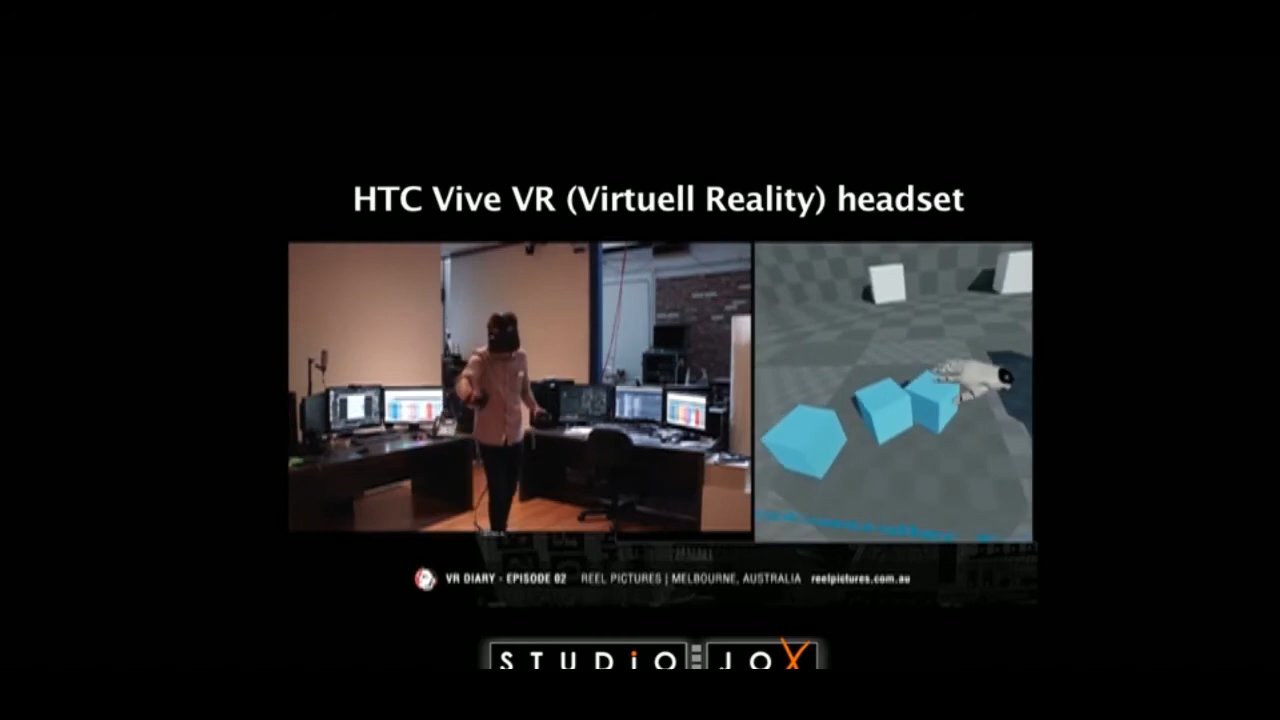 HTC Vive VR (Virtuell Reality) headset
VR DIARY - EPISODE 02 REEL PICTURES | MELBOURNE, AUSTRALIA reelpictures.com.au
STUDiO JOX